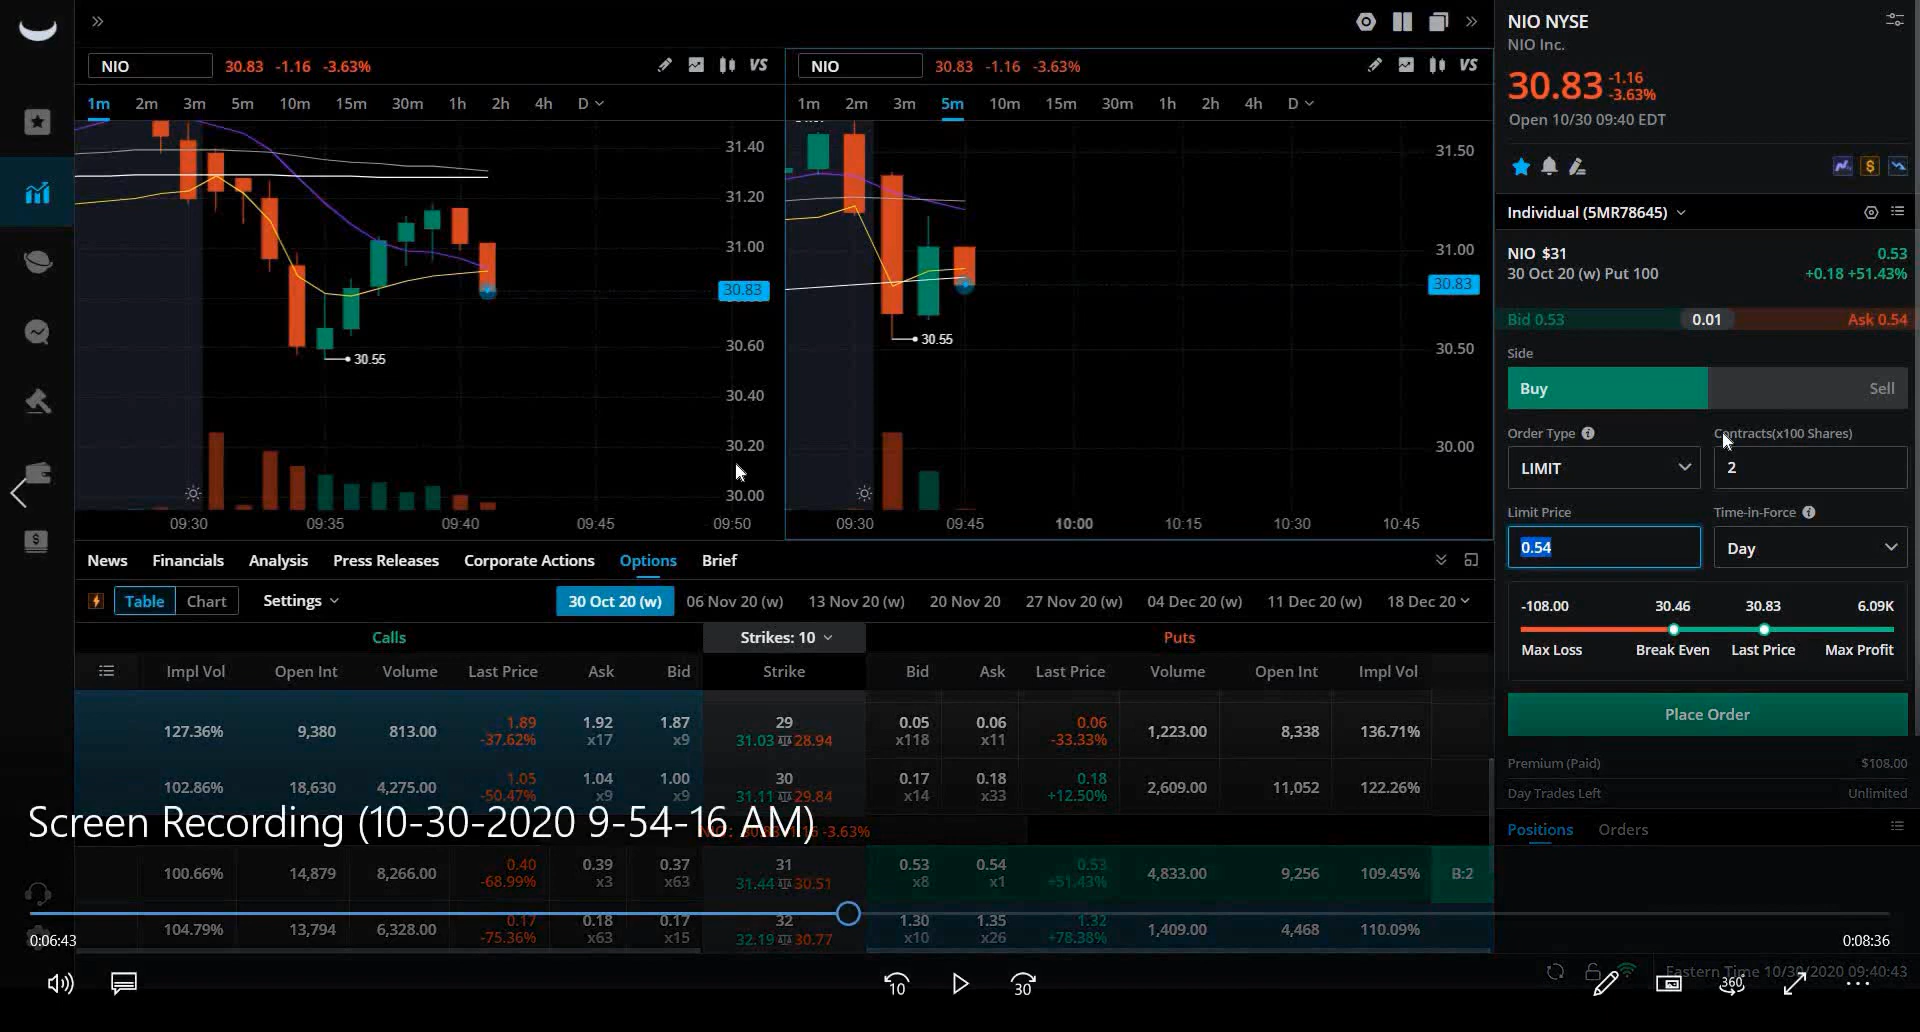 NIO 30.83 -1.16 -3.63% VS
1m 2m 3m 5m 10m 15m 30m 1h 2h 4h D
31.40
31.20
31.00
30.83
30.60
30.40
30.20
30.00
30.55
09:30 09:35 09:40 09:45 09:50
NIO 30.83 -1.16 -3.63% VS
1m 2m 3m 5m 10m 15m 30m 1h 2h 4h D
31.50
31.00
30.83
30.50
30.00
30.55
09:30 09:45 10:00 10:15 10:30 10:45
News Financials Analysis Press Releases Corporate Actions Options Brief
Table Chart Settings 30 Oct 20 (w) 06 Nov 20 (w) 13 Nov 20 (w) 20 Nov 20 27 Nov 20 (w) 04 Dec 20 (w) 11 Dec 20 (w) 18 Dec 20
Calls Strikes: 10 Puts
Impl Vol Open Int Volume Last Price Ask Bid Strike Bid Ask Last Price Volume Open Int Impl Vol
127.36% 9,380 813.00 1.89 1.92 1.87 29 0.05 0.06 0.06 1,223.00 8,338 136.71%
-37.62% x17 x9 31.03 28.94 x118 x11 -33.33%
102.86% 18,630 4,275.00 1.05 1.04 1.00 30 0.17 0.18 0.18 2,609.00 11,052 122.26%
-50.47% x9 x9 31.11 29.84 x14 x33 +12.50%
Screen Recording (10-30-2020 9-54-16 AM)
-3.63%
100.66% 14,879 8,266.00 0.40 0.39 0.37 31 0.53 0.54 0.53 4,833.00 9,256 109.45% B:2
-68.99% x3 x63 31.44 30.51 x8 x1 +51.43%
104.79% 13,794 6,328.00 0.17 0.18 0.17 32 1.30 1.35 1.32 1,409.00 4,468 110.09%
-75.36% x63 x15 32.19 30.77 x10 x26 +78.38%
0:06:43 0:08:36
10 30 360
NIO NYSE
NIO Inc.
30.83 -1.16
-3.63%
Open 10/30 09:40 EDT
Individual (5MR78645)
NIO $31 0.53
30 Oct 20 (w) Put 100 +0.18 +51.43%
Bid 0.53 0.01 Ask 0.54
Side
Buy Sell
Order Type Contracts(x100 Shares)
LIMIT 2
Limit Price Time-in-Force
0.54 Day
-108.00 30.46 30.83 6.09K
Max Loss Break Even Last Price Max Profit
Place Order
Premium (Paid) $108.00
Day Trades Left Unlimited
Positions Orders
Eastern Time 10/30/2020 09:40:43